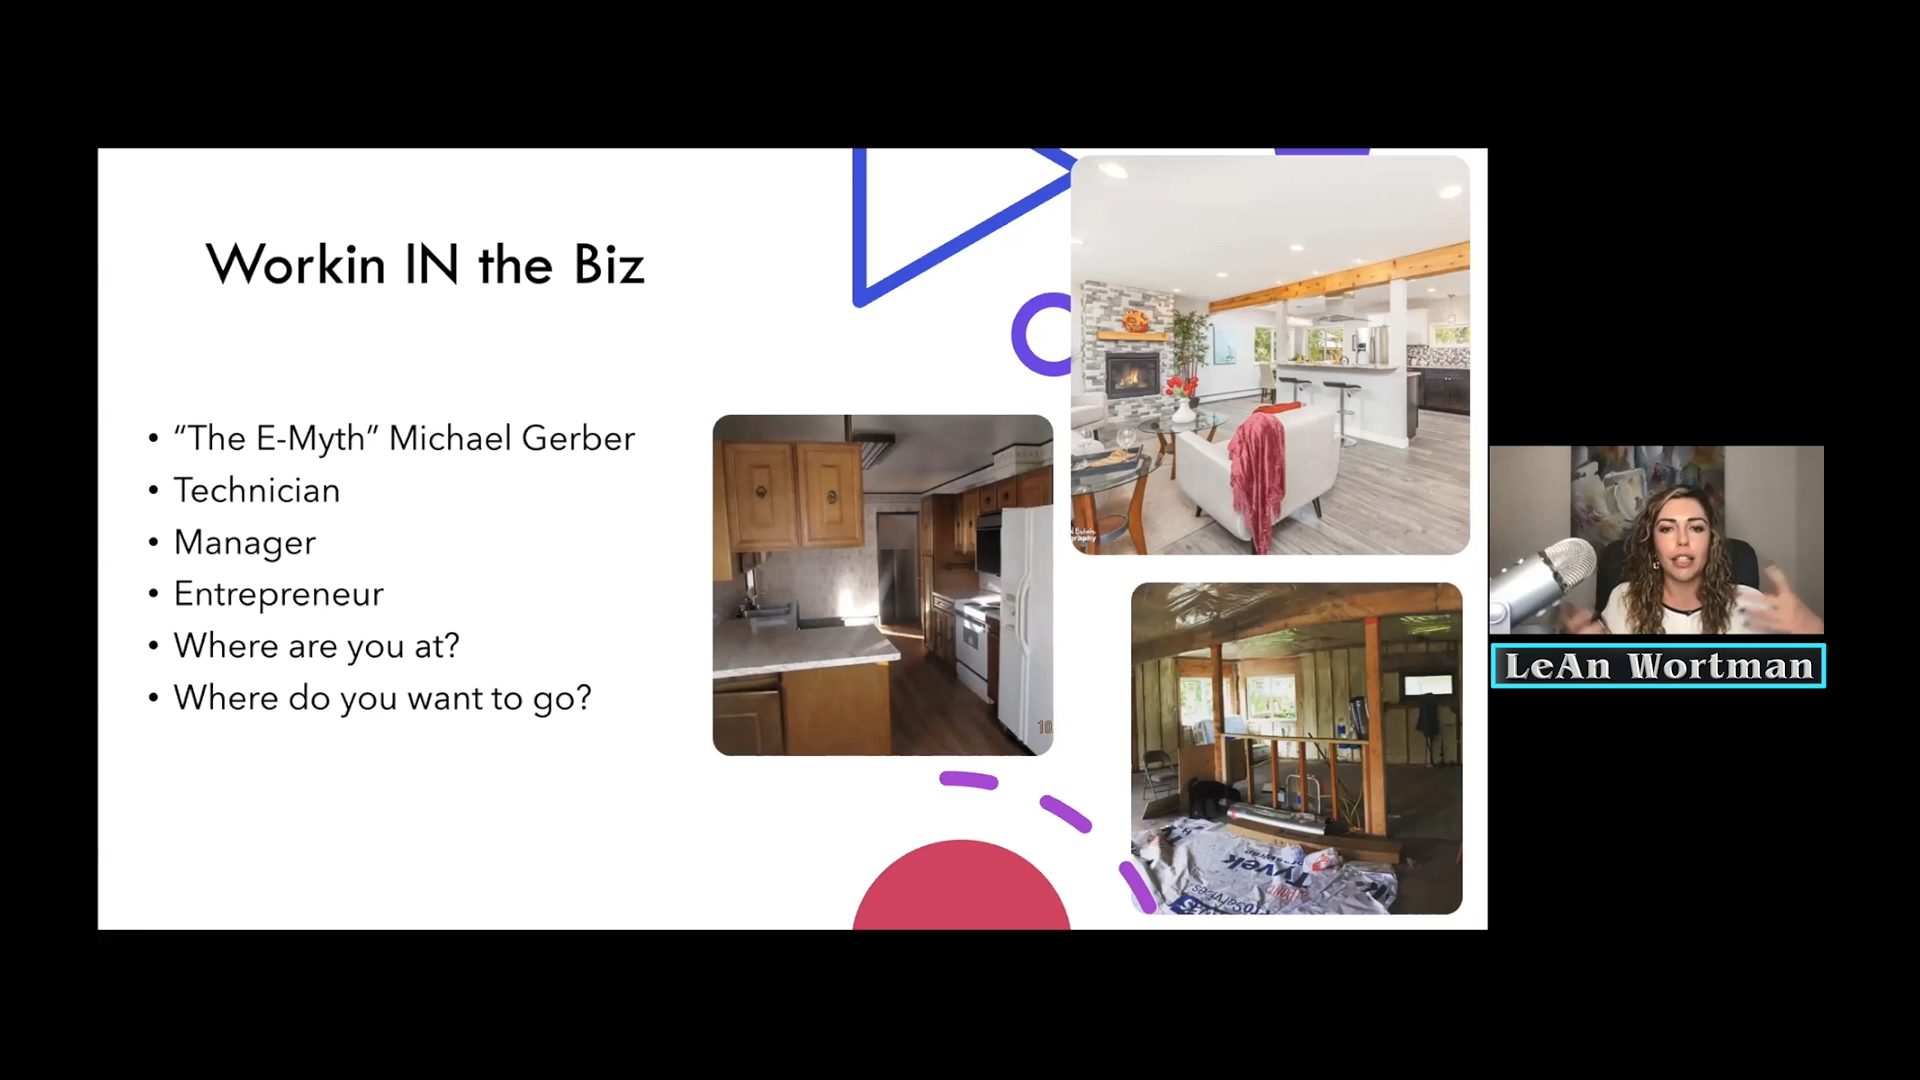 Workin IN the Biz
• “The E-Myth” Michael Gerber
• Technician
• Manager
• Entrepreneur
• Where are you at?
• Where do you want to go?
LeAn Wortman
Tyvek